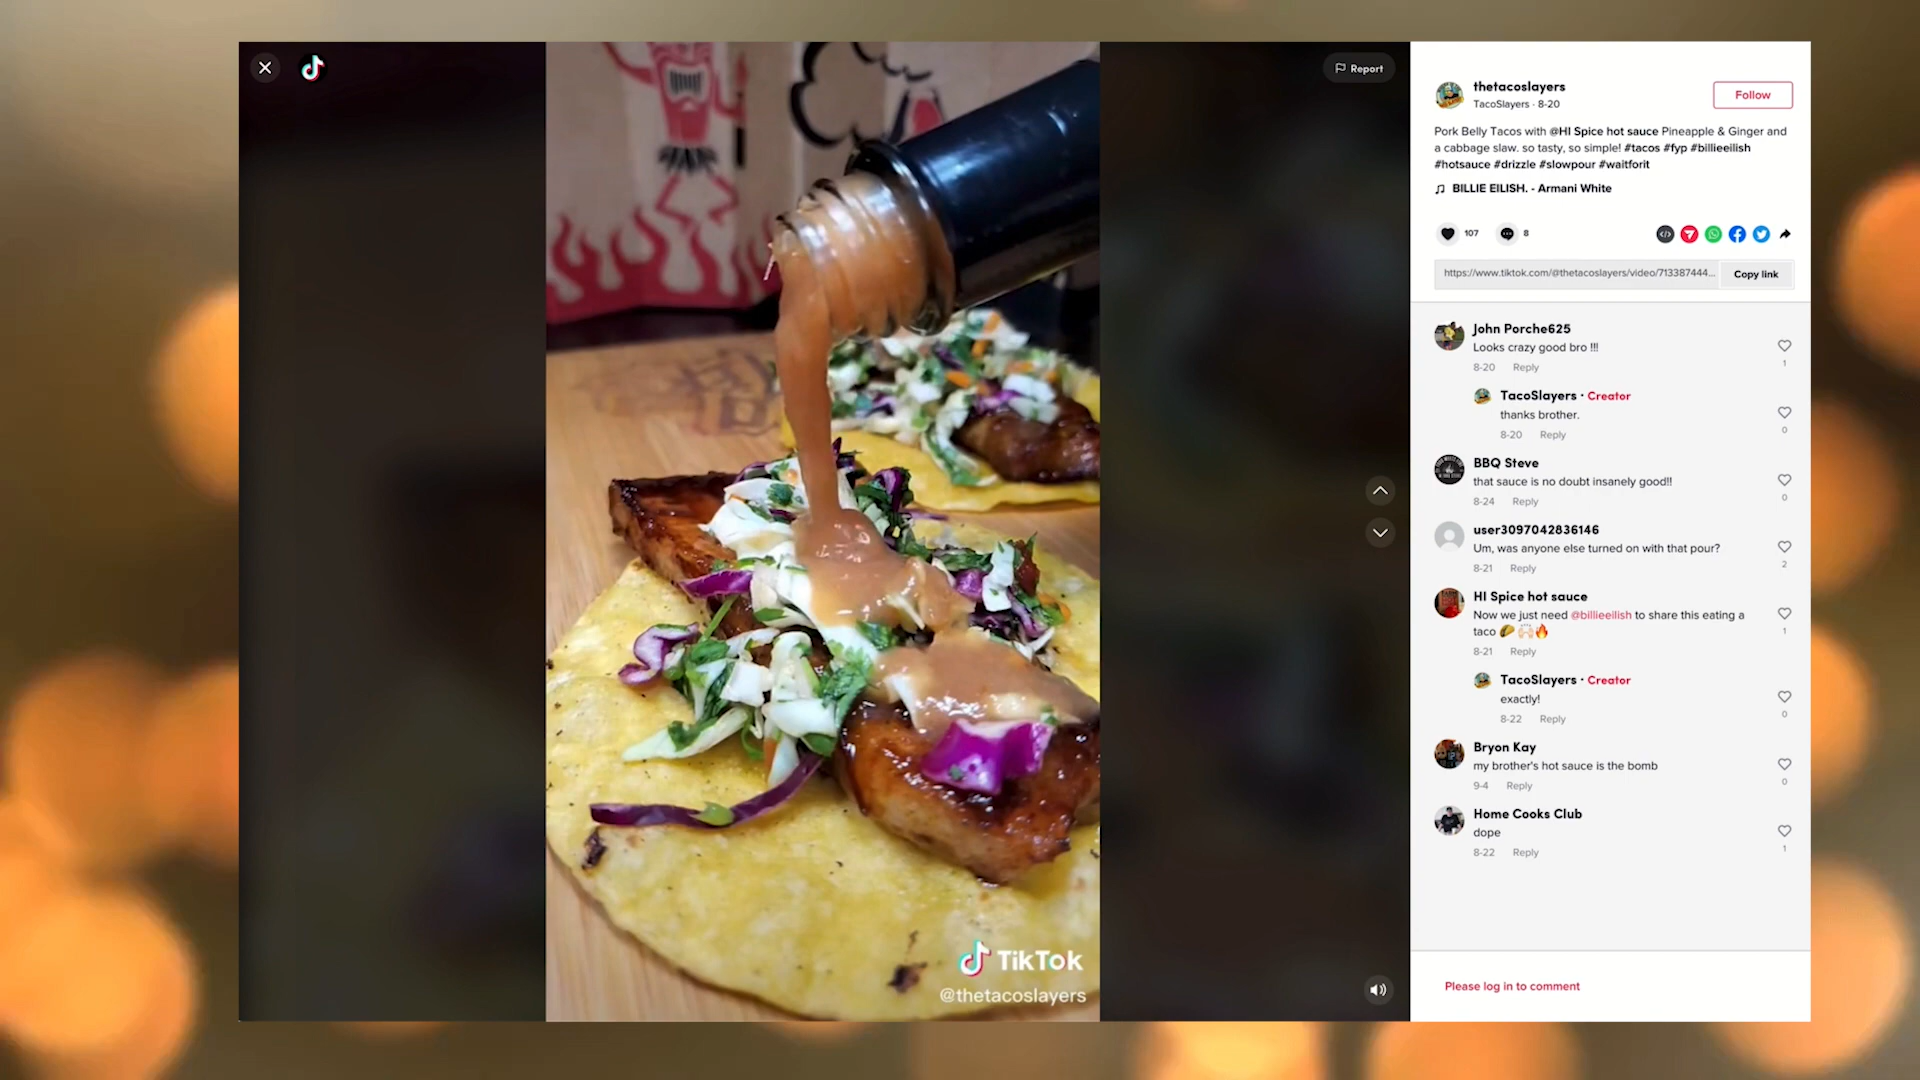 Report
TikTok
@thetacoslayers
thetacoslayers
TacoSlayers · 8-20
Follow
Pork Belly Tacos with @HI Spice hot sauce Pineapple & Ginger and
a cabbage slaw. so tasty, so simple! #tacos #fyp #billieeilish
#hotsauce #drizzle #slowpour #waitforit
BILLIE EILISH. - Armani White
107
8
https://www.tiktok.com/@thetacoslayers/video/713387444...
Copy link
John Porche625
Looks crazy good bro !!!
8-20 Reply
1
TacoSlayers · Creator
thanks brother.
8-20 Reply
0
BBQ Steve
that sauce is no doubt insanely good!!
8-24 Reply
0
user3097042836146
Um, was anyone else turned on with that pour?
8-21 Reply
2
HI Spice hot sauce
Now we just need @billieeilish to share this eating a
taco 🌮🙌🏻🔥
8-21 Reply
1
TacoSlayers · Creator
exactly!
8-22 Reply
0
Bryon Kay
my brother's hot sauce is the bomb
9-4 Reply
0
Home Cooks Club
dope
8-22 Reply
1
Please log in to comment